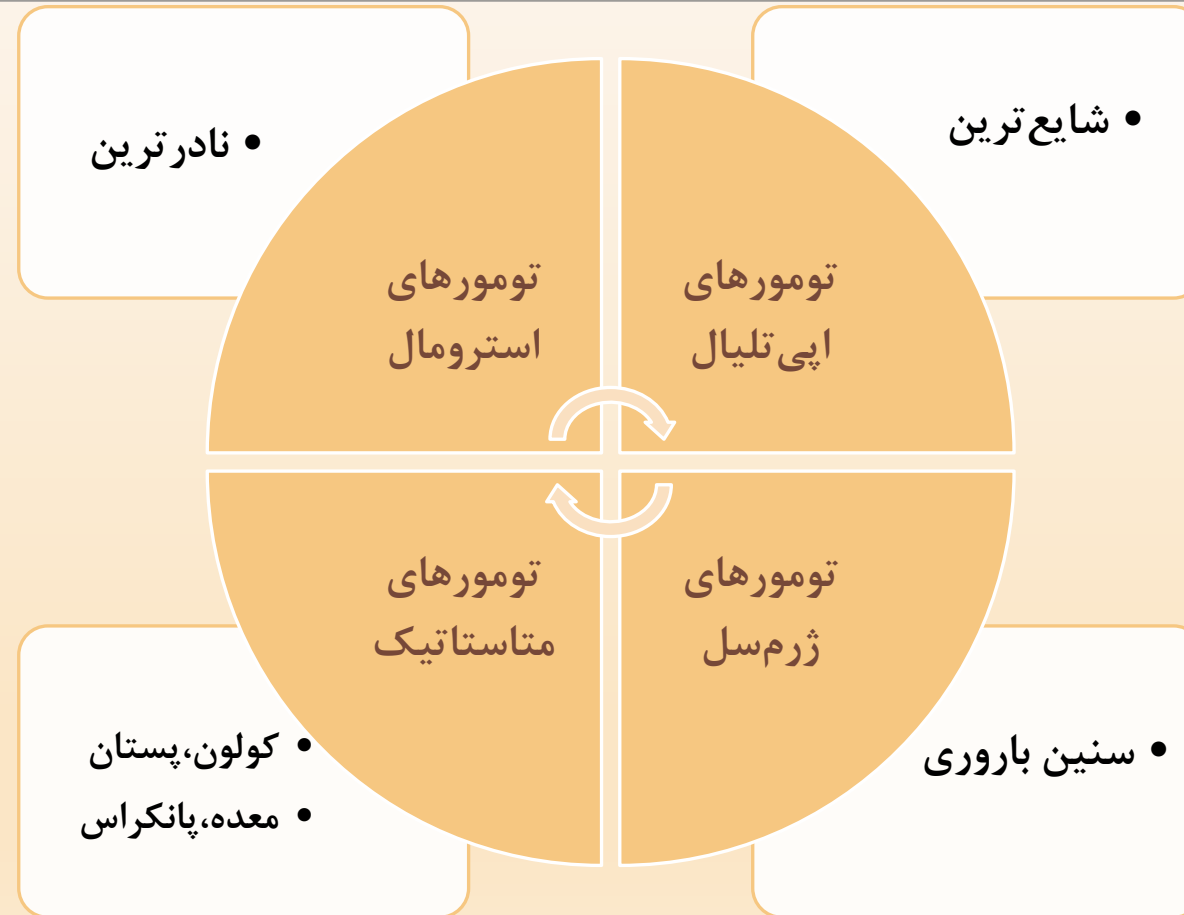 • شایع‌ترین
• نادرترین
تومورهای
اپی‌تلیال
تومورهای
استرومال
تومورهای
ژرم‌سل
تومورهای
متاستاتیک
• سنین باروری
• کولون،پستان
• معده،پانکراس